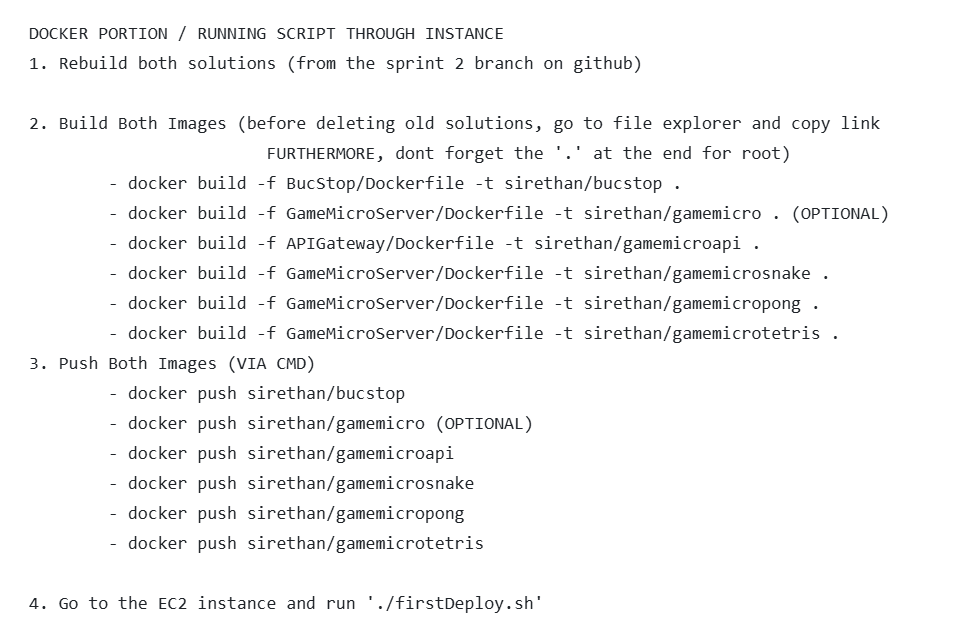 DOCKER PORTION / RUNNING SCRIPT THROUGH INSTANCE
1. Rebuild both solutions (from the sprint 2 branch on github)
2. Build Both Images (before deleting old solutions, go to file explorer and copy link
FURTHERMORE, dont forget the '.' at the end for root)
- docker build -f BucStop/Dockerfile -t sirethan/bucstop .
- docker build -f GameMicroServer/Dockerfile -t sirethan/gamemicro . (OPTIONAL)
- docker build -f APIGateway/Dockerfile -t sirethan/gamemicroapi .
- docker build -f GameMicroServer/Dockerfile -t sirethan/gamemicrosnake .
- docker build -f GameMicroServer/Dockerfile -t sirethan/gamemicropong .
- docker build -f GameMicroServer/Dockerfile -t sirethan/gamemicrotetris .
3. Push Both Images (VIA CMD)
- docker push sirethan/bucstop
- docker push sirethan/gamemicro (OPTIONAL)
- docker push sirethan/gamemicroapi
- docker push sirethan/gamemicrosnake
- docker push sirethan/gamemicropong
- docker push sirethan/gamemicrotetris
4. Go to the EC2 instance and run './firstDeploy.sh'